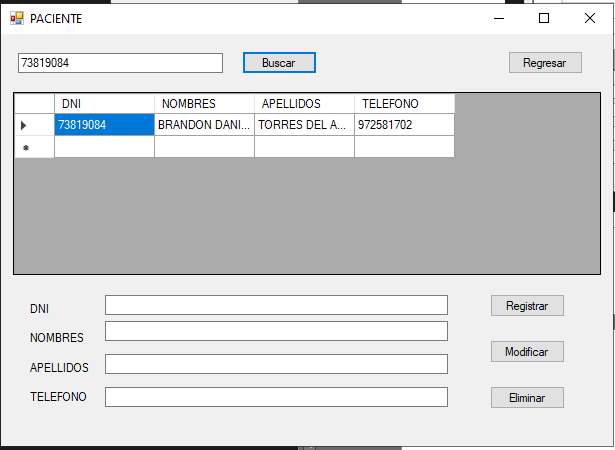 PACIENTE
73819084 Buscar Regresar
DNI NOMBRES APELLIDOS TELEFONO
73819084 BRANDON DANI... TORRES DEL A... 972581702
DNI Registrar
NOMBRES
Modificar
APELLIDOS
TELEFONO Eliminar